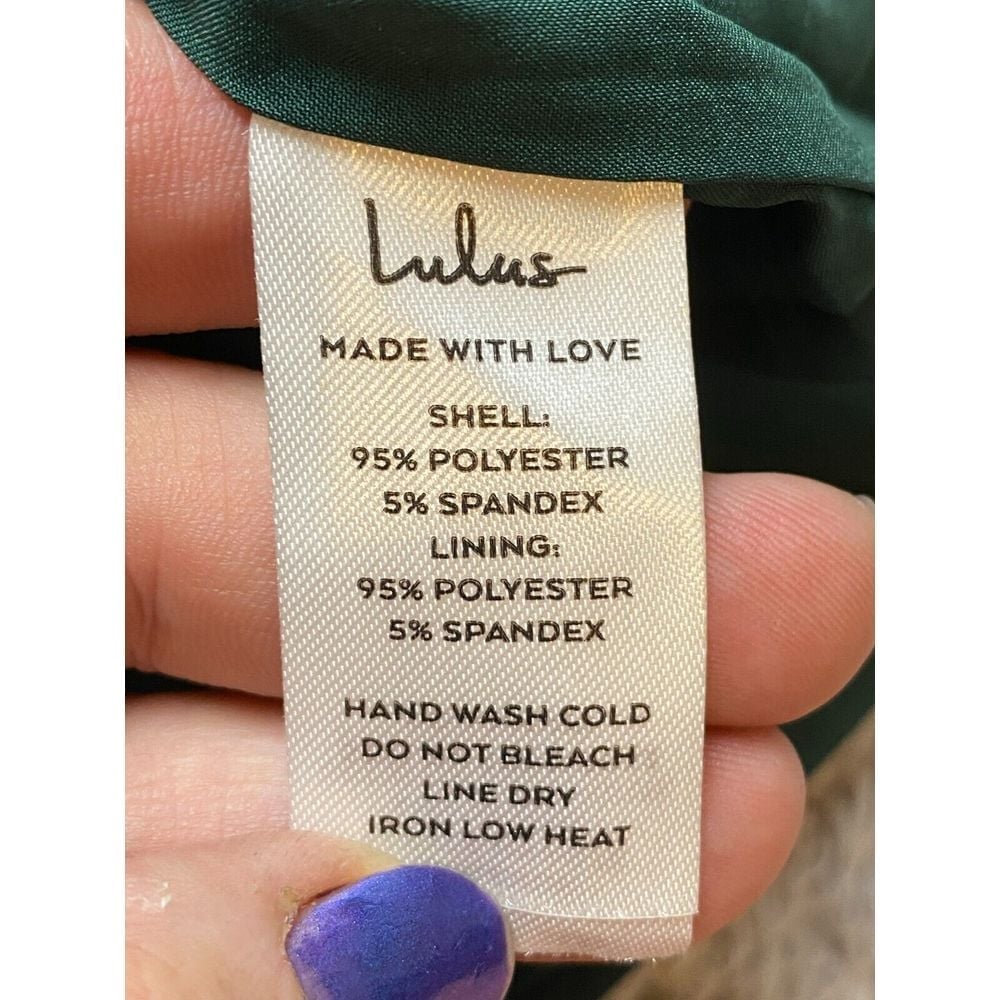 Lulus
MADE WITH LOVE
SHELL:
95% POLYESTER
5% SPANDEX
LINING:
95% POLYESTER
5% SPANDEX
HAND WASH COLD
DO NOT BLEACH
LINE DRY
IRON LOW HEAT